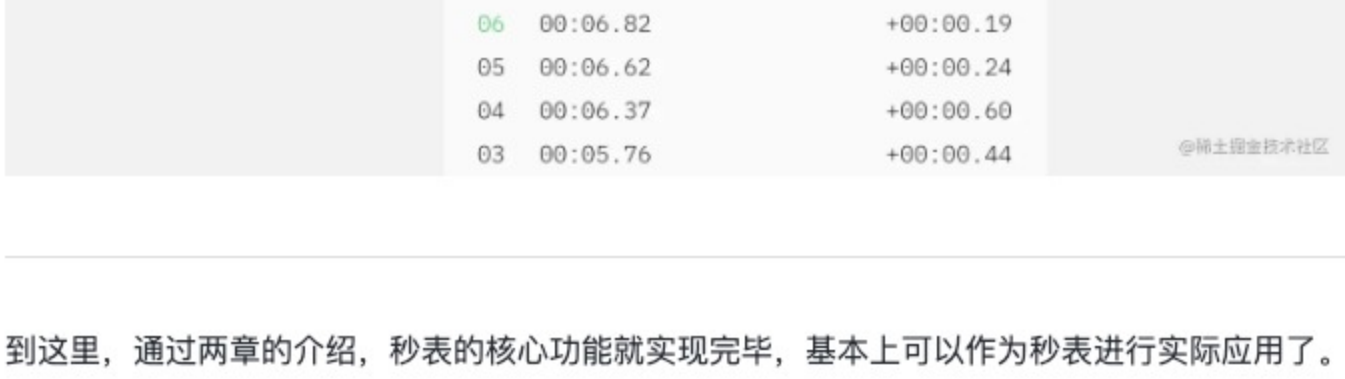 06 00:06.82 +00:00.19
05 00:06.62 +00:00.24
04 00:06.37 +00:00.60
03 00:05.76 +00:00.44
@稀土掘金技术社区
到这里，通过两章的介绍，秒表的核心功能就实现完毕，基本上可以作为秒表进行实际应用了。